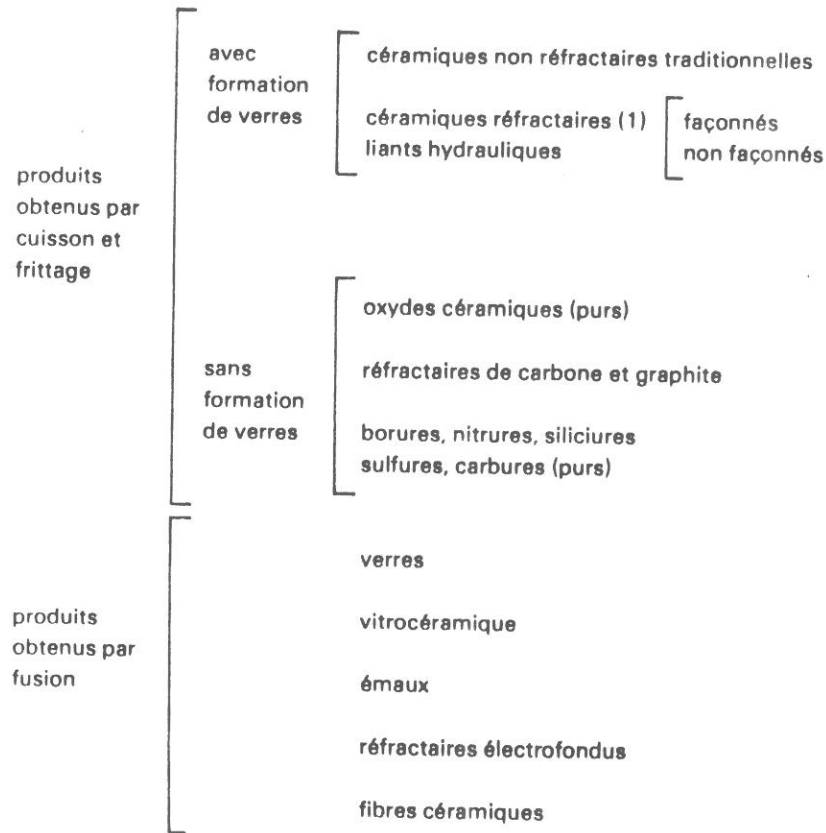 produits
obtenus par
cuisson et
frittage
avec
formation
de verres
céramiques non réfractaires traditionnelles
céramiques réfractaires (1)
liants hydrauliques
façonnés
non façonnés
sans
formation
de verres
oxydes céramiques (purs)
réfractaires de carbone et graphite
borures, nitrures, siliciures
sulfures, carbures (purs)
produits
obtenus par
fusion
verres
vitrocéramique
émaux
réfractaires électrofondus
fibres céramiques